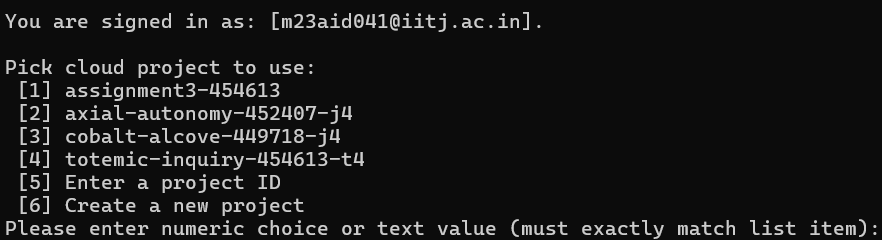 You are signed in as: [m23aid041@iitj.ac.in].
Pick cloud project to use:
[1] assignment3-454613
[2] axial-autonomy-452407-j4
[3] cobalt-alcove-449718-j4
[4] totemic-inquiry-454613-t4
[5] Enter a project ID
[6] Create a new project
Please enter numeric choice or text value (must exactly match list item):